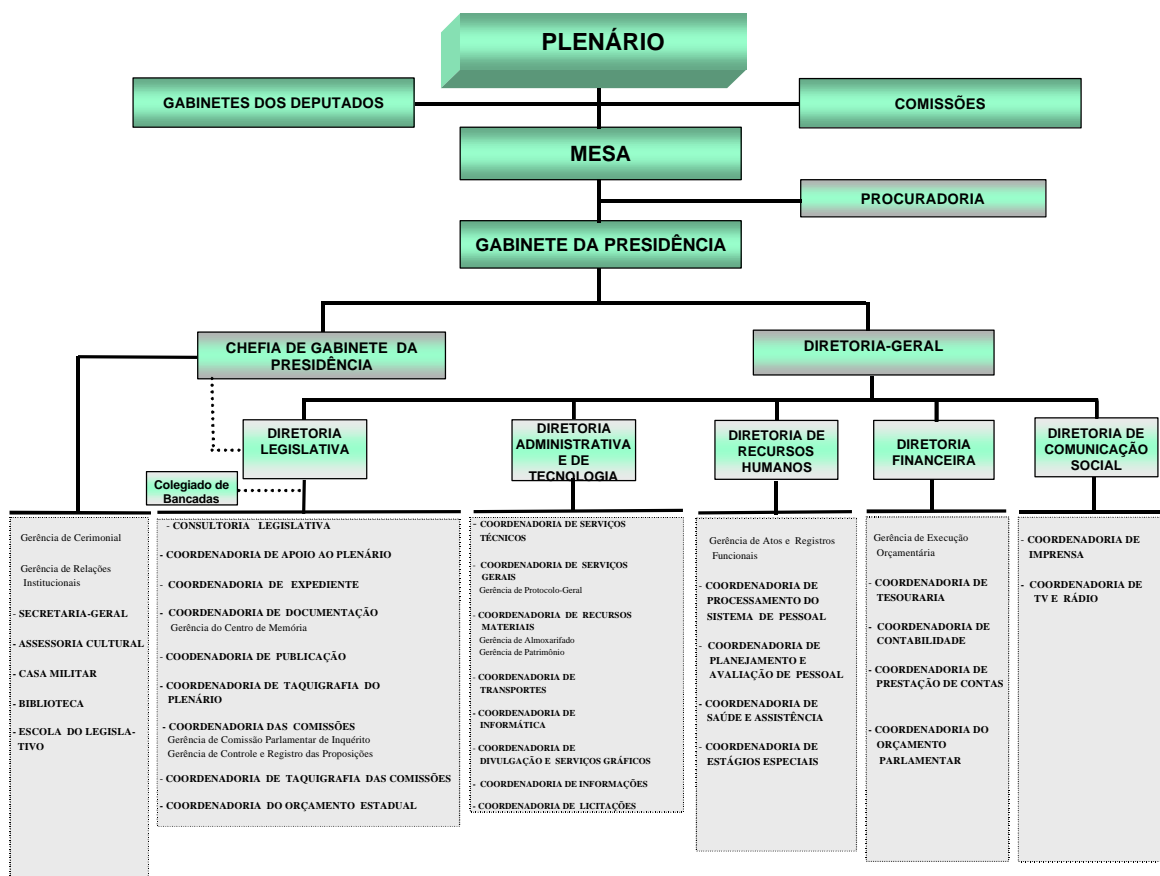 PLENÁRIO
GABINETES DOS DEPUTADOS
COMISSÕES
MESA
PROCURADORIA
GABINETE DA PRESIDÊNCIA
CHEFIA DE GABINETE DA
PRESIDÊNCIA
DIRETORIA-GERAL
DIRETORIA
LEGISLATIVA
DIRETORIA
ADMINISTRATIVA
E DE
TECNOLOGIA
DIRETORIA DE
RECURSOS
HUMANOS
DIRETORIA
FINANCEIRA
DIRETORIA DE
COMUNICAÇÃO
SOCIAL
Colegiado de
Bancadas
Gerência de Cerimonial
Gerência de Relações
Institucionais
- SECRETARIA-GERAL
- ASSESSORIA CULTURAL
- CASA MILITAR
- BIBLIOTECA
- ESCOLA DO LEGISLA-
TIVO
- CONSULTORIA LEGISLATIVA
- COORDENADORIA DE APOIO AO PLENÁRIO
- COORDENADORIA DE EXPEDIENTE
- COORDENADORIA DE DOCUMENTAÇÃO
Gerência do Centro de Memória
- COODENADORIA DE PUBLICAÇÃO
- COORDENADORIA DE TAQUIGRAFIA DO
PLENÁRIO
- COORDENADORIA DAS COMISSÕES
Gerência de Comissão Parlamentar de Inquérito
Gerência de Controle e Registro das Proposições
- COORDENADORIA DE TAQUIGRAFIA DAS COMISSÕES
- COORDENADORIA DO ORÇAMENTO ESTADUAL
- COORDENADORIA DE SERVIÇOS
TÉCNICOS
- COORDENADORIA DE SERVIÇOS
GERAIS
Gerência de Protocolo-Geral
- COORDENADORIA DE RECURSOS
MATERIAIS
Gerência de Almoxarifado
Gerência de Patrimônio
- COORDENADORIA DE
TRANSPORTES
- COORDENADORIA DE
INFORMÁTICA
- COORDENADORIA DE
DIVULGAÇÃO E SERVIÇOS GRÁFICOS
- COORDENADORIA DE INFORMAÇÕES
- COORDENADORIA DE LICITAÇÕES
Gerência de Atos e Registros
Funcionais
- COORDENADORIA DE
PROCESSAMENTO DO
SISTEMA DE PESSOAL
- COORDENADORIA DE
PLANEJAMENTO E
AVALIAÇÃO DE PESSOAL
- COORDENADORIA DE
SAÚDE E ASSISTÊNCIA
- COORDENADORIA DE
ESTÁGIOS ESPECIAIS
Gerência de Execução
Orçamentária
- COORDENADORIA DE
TESOURARIA
- COORDENADORIA DE
CONTABILIDADE
- COORDENADORIA DE
PRESTAÇÃO DE CONTAS
- COORDENADORIA DO
ORÇAMENTO
PARLAMENTAR
- COORDENADORIA DE
IMPRENSA
- COORDENADORIA DE
TV E RÁDIO